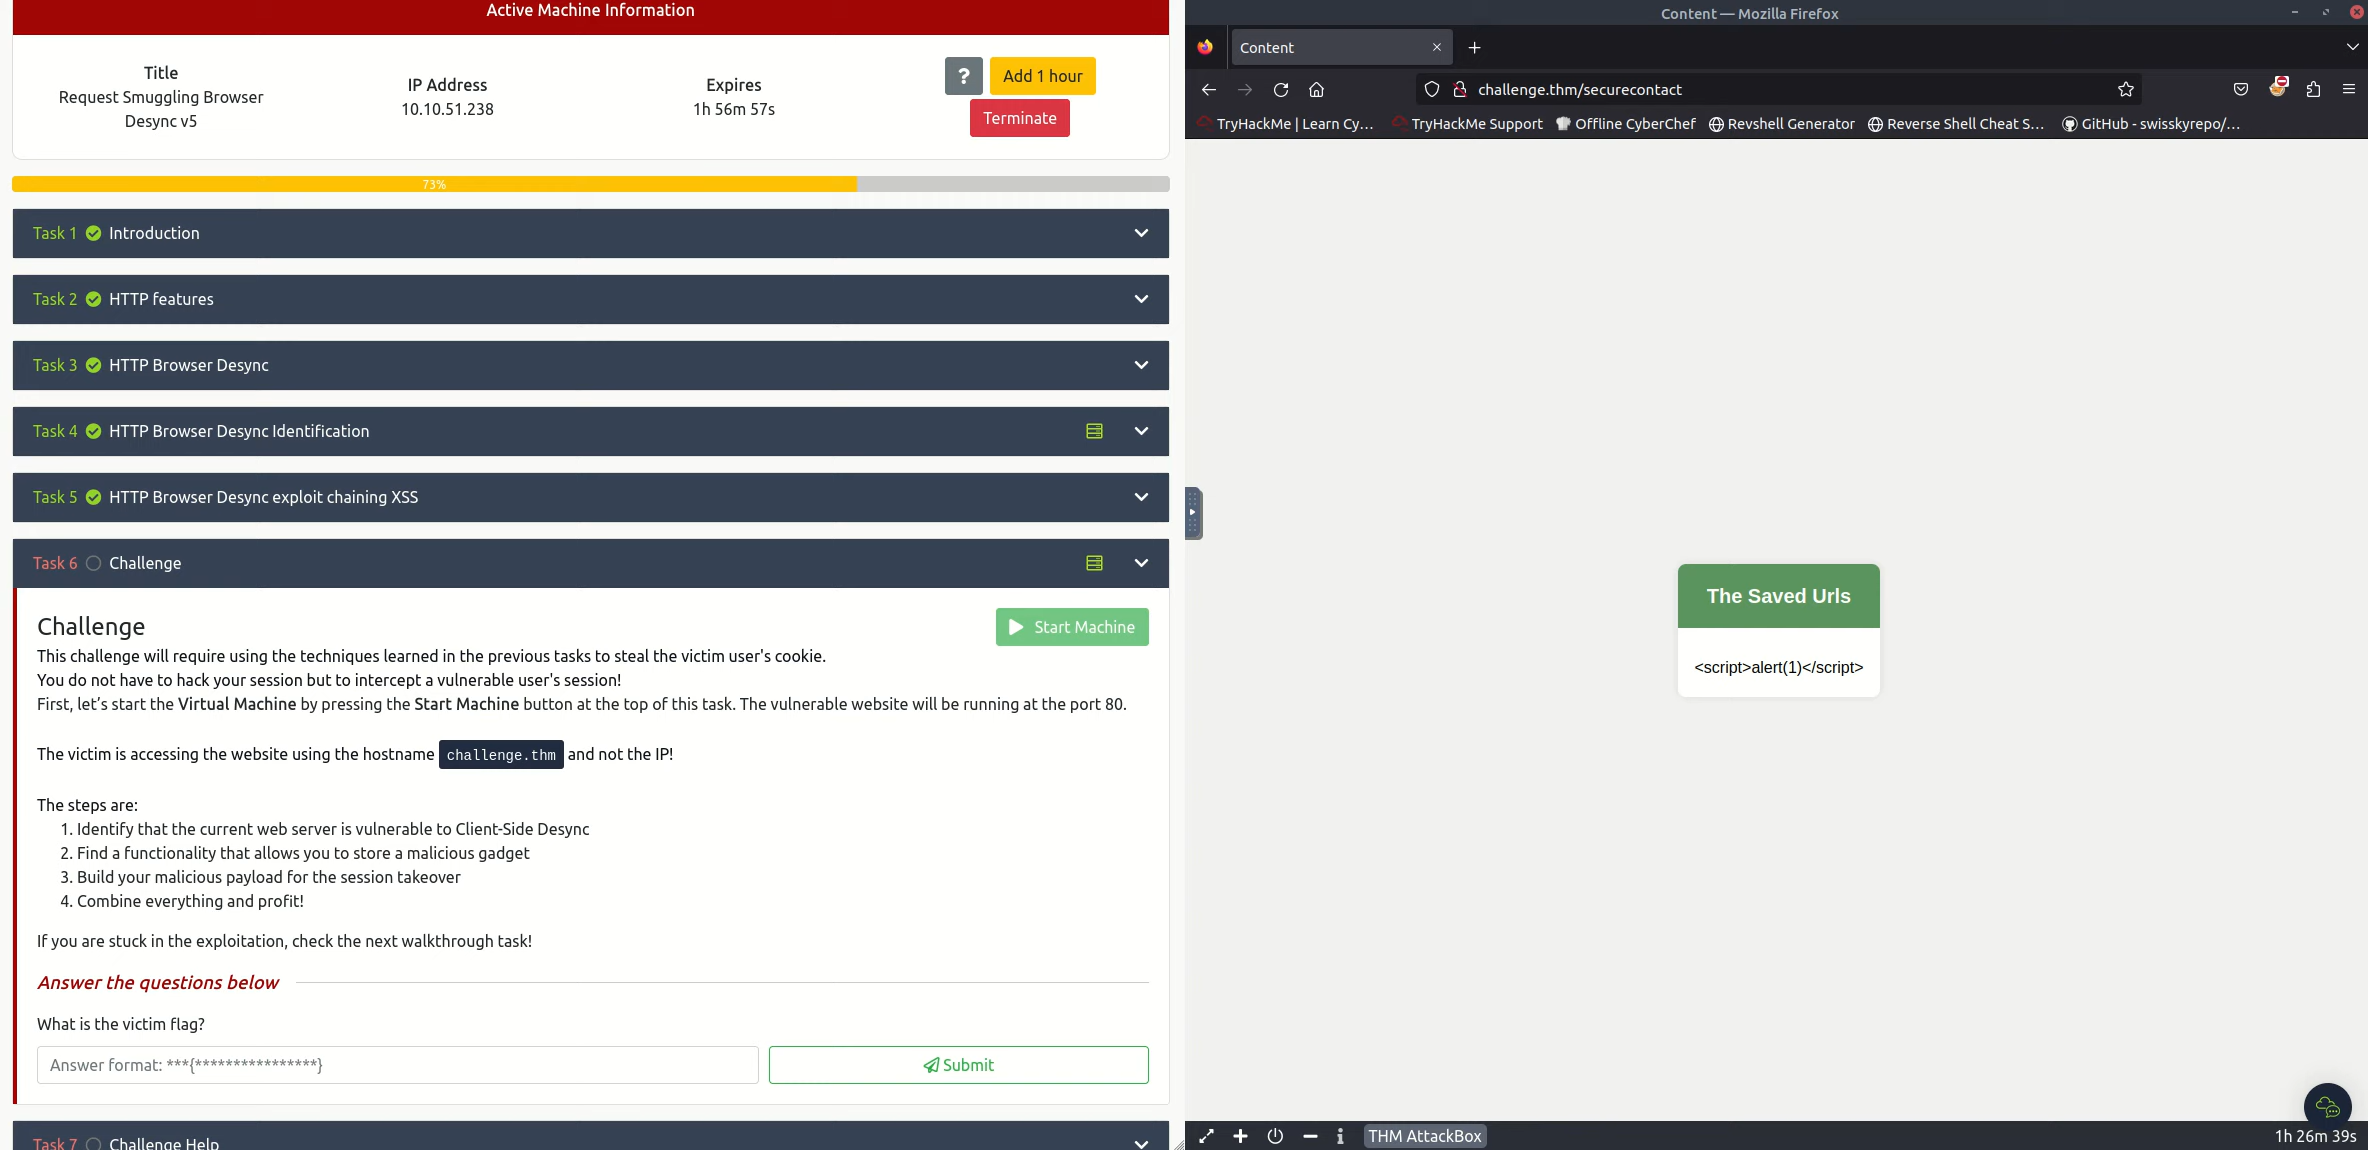 Active Machine Information
Title
Request Smuggling Browser
Desync v5
IP Address
10.10.51.238
Expires
1h 56m 57s
?
Add 1 hour
Terminate
73%
Task 1 Introduction
Task 2 HTTP features
Task 3 HTTP Browser Desync
Task 4 HTTP Browser Desync Identification
Task 5 HTTP Browser Desync exploit chaining XSS
Task 6 Challenge
Challenge
Start Machine
This challenge will require using the techniques learned in the previous tasks to steal the victim user's cookie.
You do not have to hack your session but to intercept a vulnerable user's session!
First, let’s start the Virtual Machine by pressing the Start Machine button at the top of this task. The vulnerable website will be running at the port 80.
The victim is accessing the website using the hostname challenge.thm and not the IP!
The steps are:
1. Identify that the current web server is vulnerable to Client-Side Desync
2. Find a functionality that allows you to store a malicious gadget
3. Build your malicious payload for the session takeover
4. Combine everything and profit!
If you are stuck in the exploitation, check the next walkthrough task!
Answer the questions below
What is the victim flag?
Answer format: ***{****************}
Submit
Task 7 Challenge Help
Content — Mozilla Firefox
Content
challenge.thm/securecontact
TryHackMe | Learn Cy... TryHackMe Support Offline CyberChef Revshell Generator Reverse Shell Cheat S... GitHub - swisskyrepo/...
The Saved Urls
<script>alert(1)</script>
THM AttackBox
1h 26m 39s